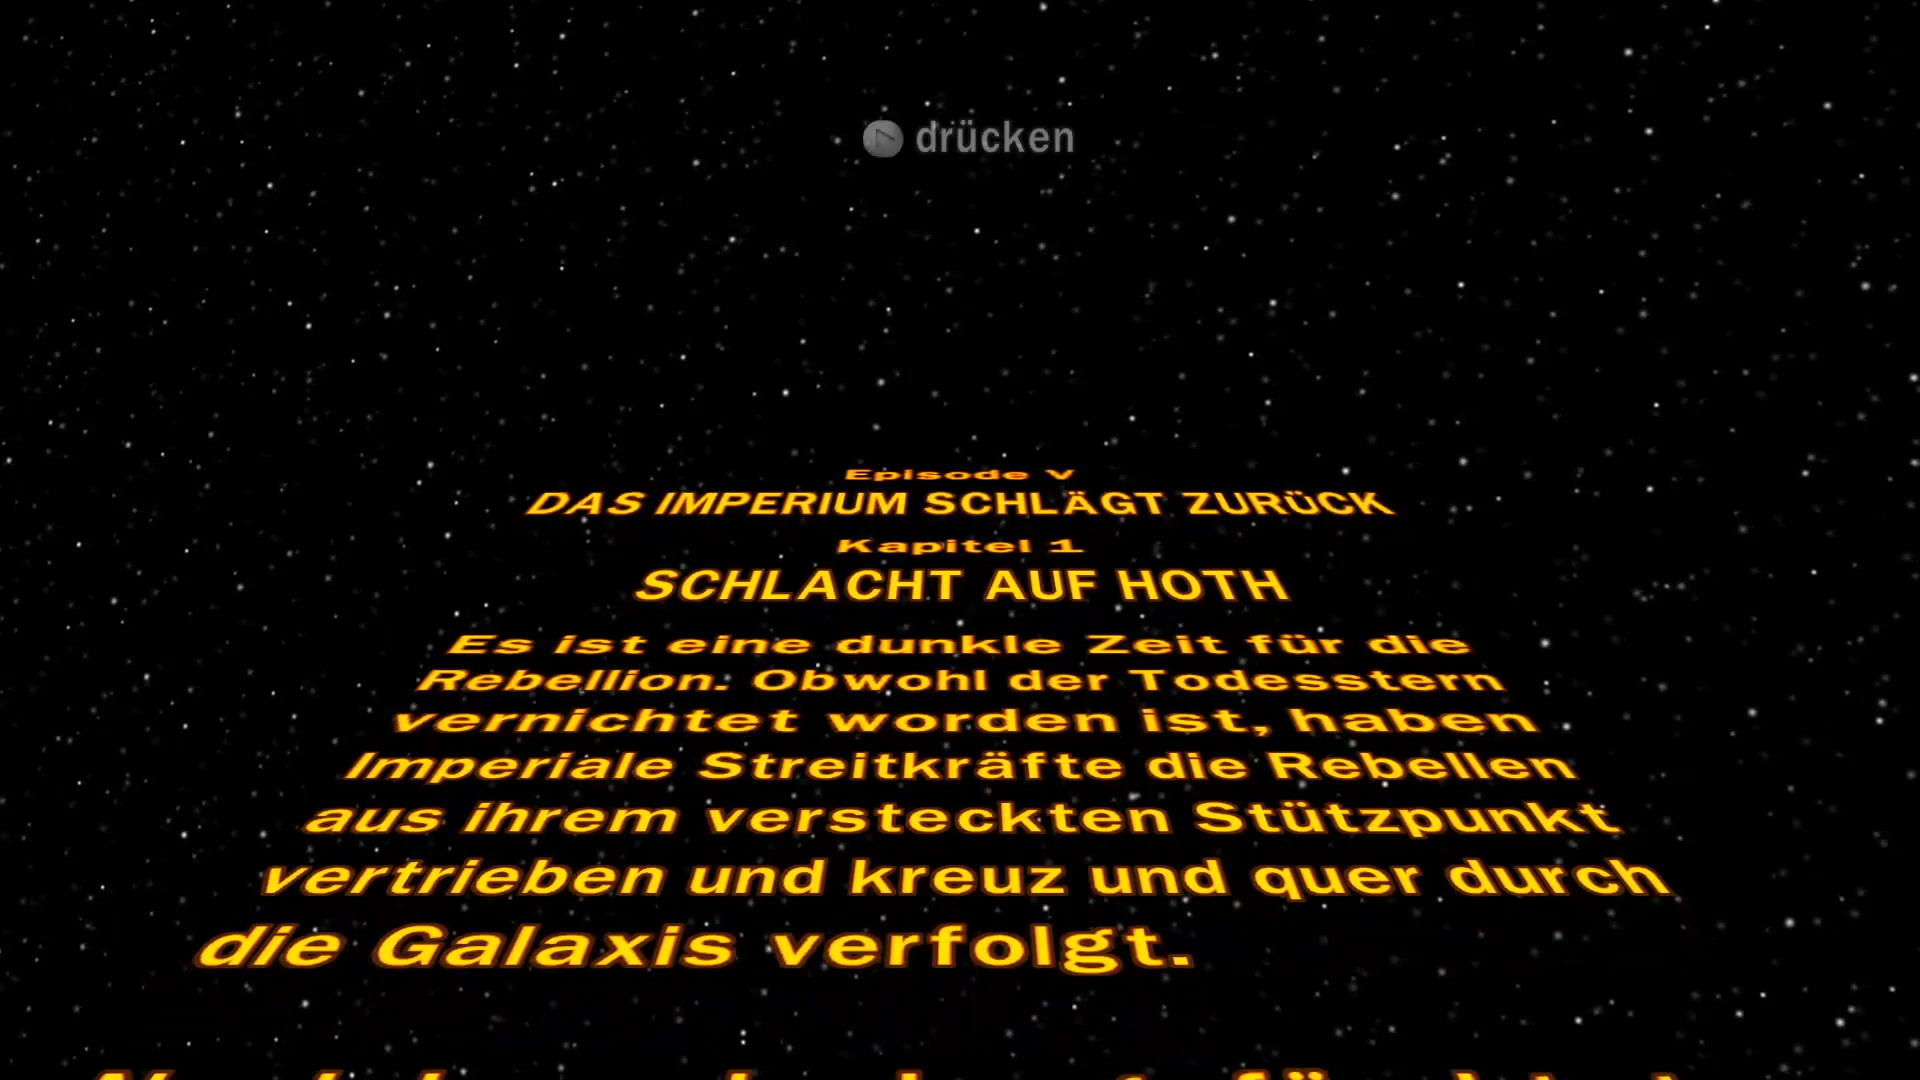 drücken
Episode V
DAS IMPERIUM SCHLÄGT ZURÜCK
Kapitel 1
SCHLACHT AUF HOTH
Es ist eine dunkle Zeit für die
Rebellion. Obwohl der Todesstern
vernichtet worden ist, haben
Imperiale Streitkräfte die Rebellen
aus ihrem versteckten Stützpunkt
vertrieben und kreuz und quer durch
die Galaxis verfolgt.